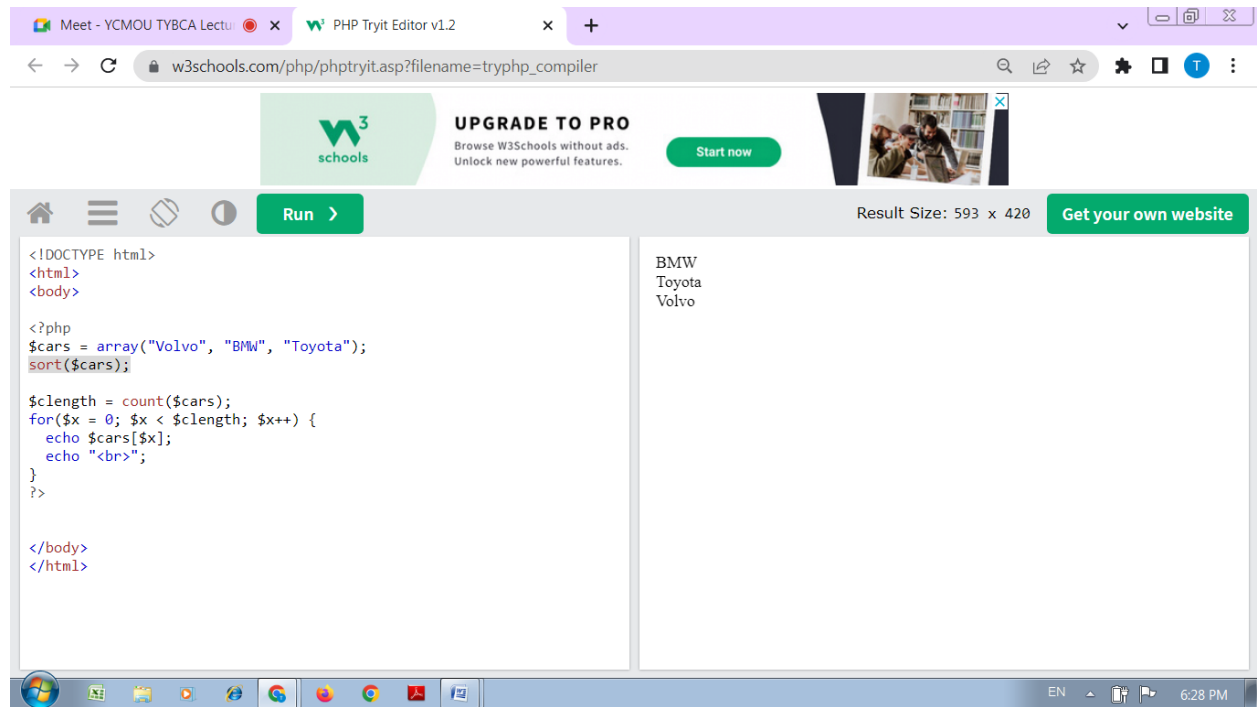 Meet - YCMOU TYBCA Lectu
PHP Tryit Editor v1.2
w3schools.com/php/phptryit.asp?filename=tryphp_compiler
T
3
schools
UPGRADE TO PRO
Browse W3Schools without ads.
Unlock new powerful features.
Start now
Run ❯
Result Size: 593 x 420
Get your own website
<!DOCTYPE html>
<html>
<body>
<?php
$cars = array("Volvo", "BMW", "Toyota");
sort($cars);
$clength = count($cars);
for($x = 0; $x < $clength; $x++) {
  echo $cars[$x];
  echo "<br>";
}
?>
</body>
</html>
BMW
Toyota
Volvo
EN
6:28 PM